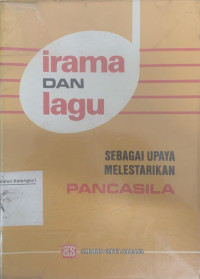 irama
DAN
lagu
SEBAGAI UPAYA
MELESTARIKAN
PANCASILA